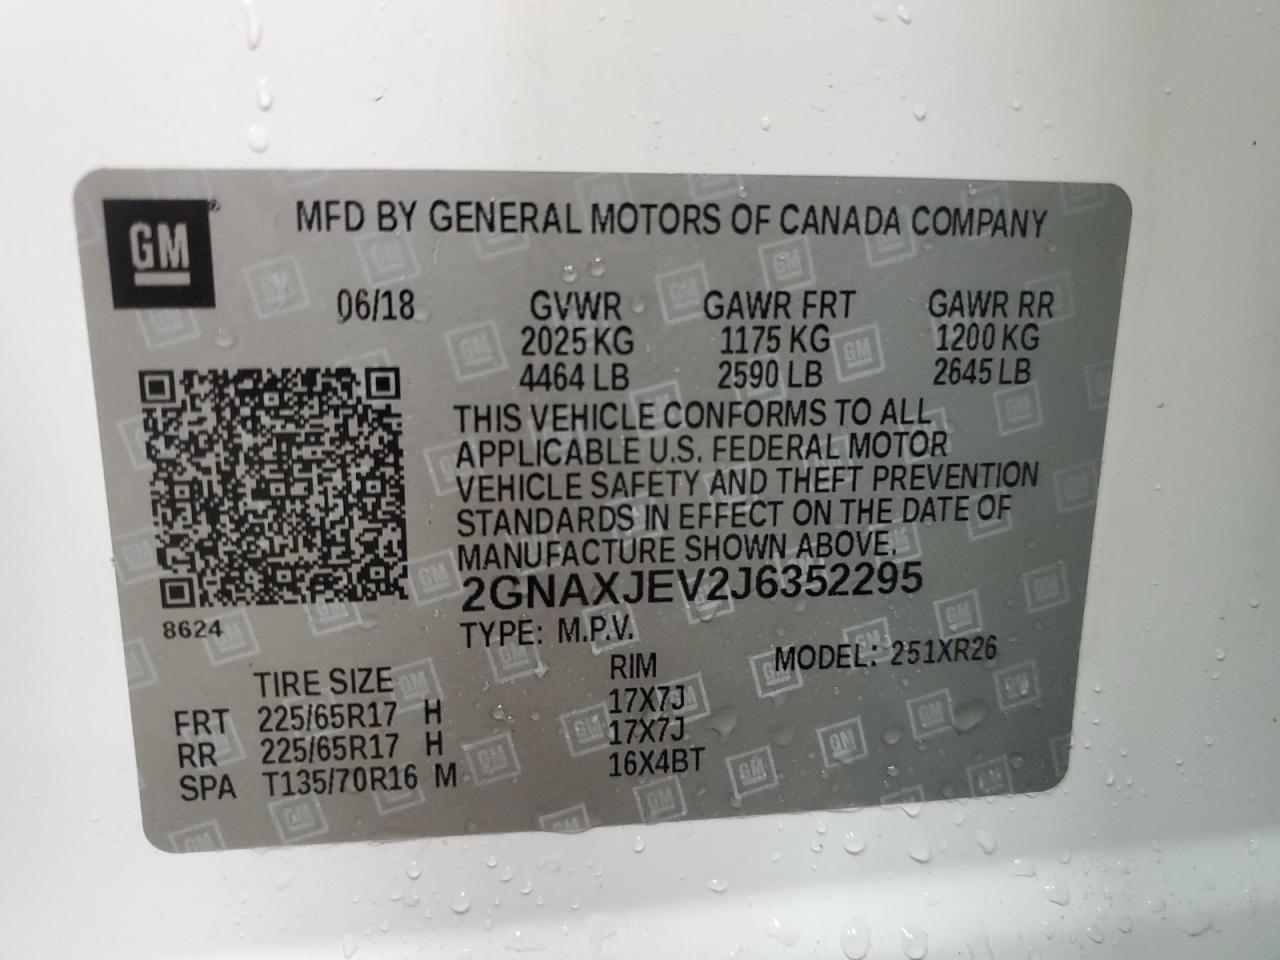 GM
MFD BY GENERAL MOTORS OF CANADA COMPANY
06/18 GVWR GAWR FRT GAWR RR
2025 KG 1175 KG 1200 KG
4464 LB 2590 LB 2645 LB
THIS VEHICLE CONFORMS TO ALL
APPLICABLE U.S. FEDERAL MOTOR
VEHICLE SAFETY AND THEFT PREVENTION
STANDARDS IN EFFECT ON THE DATE OF
MANUFACTURE SHOWN ABOVE.
2GNAXJEV2J6352295
8624
TYPE: M.P.V. MODEL: 251XR26
TIRE SIZE RIM
FRT 225/65R17 H 17X7J
RR 225/65R17 H 17X7J
SPA T135/70R16 M 16X4BT